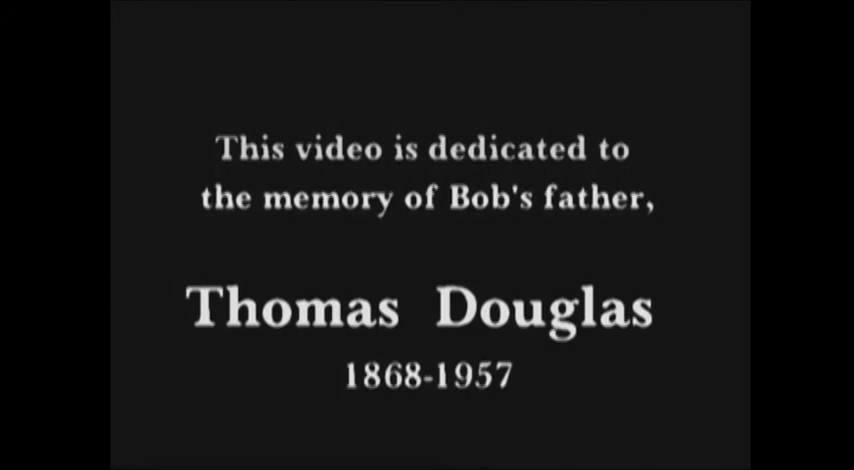 This video is dedicated to
the memory of Bob's father,
Thomas Douglas
1868-1957